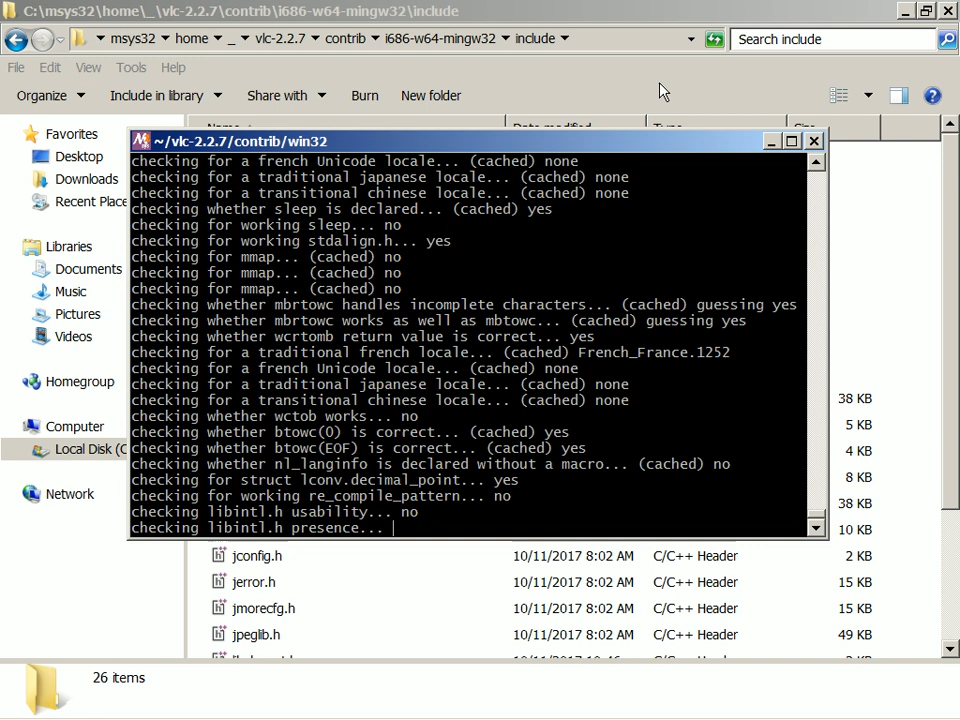 C:\msys32\home\_\vlc-2.2.7\contrib\i686-w64-mingw32\include
msys32 home _ vlc-2.2.7 contrib i686-w64-mingw32 include
Search include
File Edit View Tools Help
Organize Include in library Share with Burn New folder
Favorites
Desktop
Downloads
Recent Place
Libraries
Documents
Music
Pictures
Videos
Homegroup
Computer
Local Disk (C
Network
Name Date modified Type Size
~/vlc-2.2.7/contrib/win32
checking for a french Unicode locale... (cached) none
checking for a traditional japanese locale... (cached) none
checking for a transitional chinese locale... (cached) none
checking whether sleep is declared... (cached) yes
checking for working sleep... no
checking for working stdalign.h... yes
checking for mmap... (cached) no
checking for mmap... (cached) no
checking for mmap... (cached) no
checking whether mbrtowc handles incomplete characters... (cached) guessing yes
checking whether mbrtowc works as well as mbtowc... (cached) guessing yes
checking whether wcrtomb return value is correct... yes
checking for a traditional french locale... (cached) French_France.1252
checking for a french Unicode locale... (cached) none
checking for a traditional japanese locale... (cached) none
checking for a transitional chinese locale... (cached) none
checking whether wctob works... no
checking whether btowc(0) is correct... (cached) yes
checking whether btowc(EOF) is correct... (cached) yes
checking whether nl_langinfo is declared without a macro... (cached) no
checking for struct lconv.decimal_point... yes
checking for working re_compile_pattern... no
checking libintl.h usability... no
checking libintl.h presence...
38 KB
5 KB
4 KB
8 KB
38 KB
10 KB
jconfig.h 10/11/2017 8:02 AM C/C++ Header 2 KB
jerror.h 10/11/2017 8:02 AM C/C++ Header 15 KB
jmorecfg.h 10/11/2017 8:02 AM C/C++ Header 15 KB
jpeglib.h 10/11/2017 8:02 AM C/C++ Header 49 KB
26 items